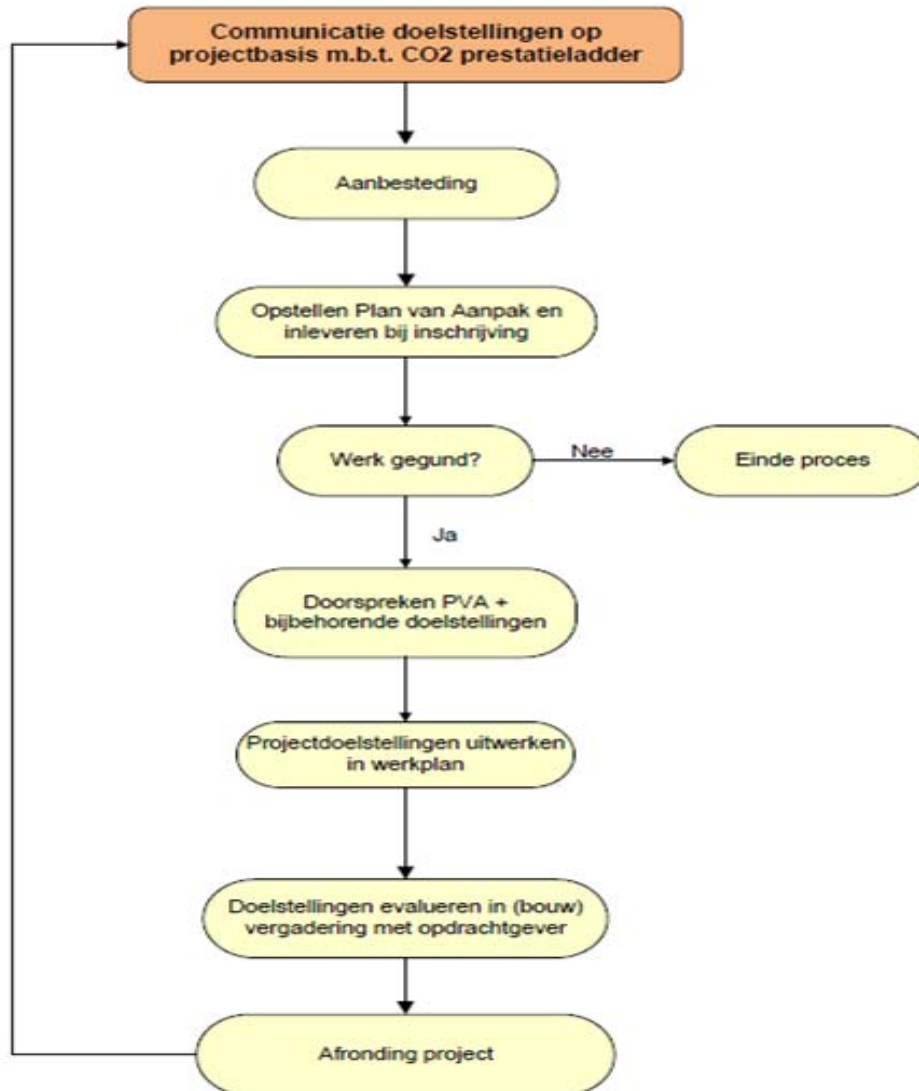 Communicatie doelstellingen op
projectbasis m.b.t. CO2 prestatieladder
Aanbesteding
Opstellen Plan van Aanpak en
inleveren bij inschrijving
Werk gegund?
Nee
Einde proces
Ja
Doorspreken PVA +
bijbehorende doelstellingen
Projectdoelstellingen uitwerken
in werkplan
Doelstellingen evalueren in (bouw)
vergadering met opdrachtgever
Afronding project